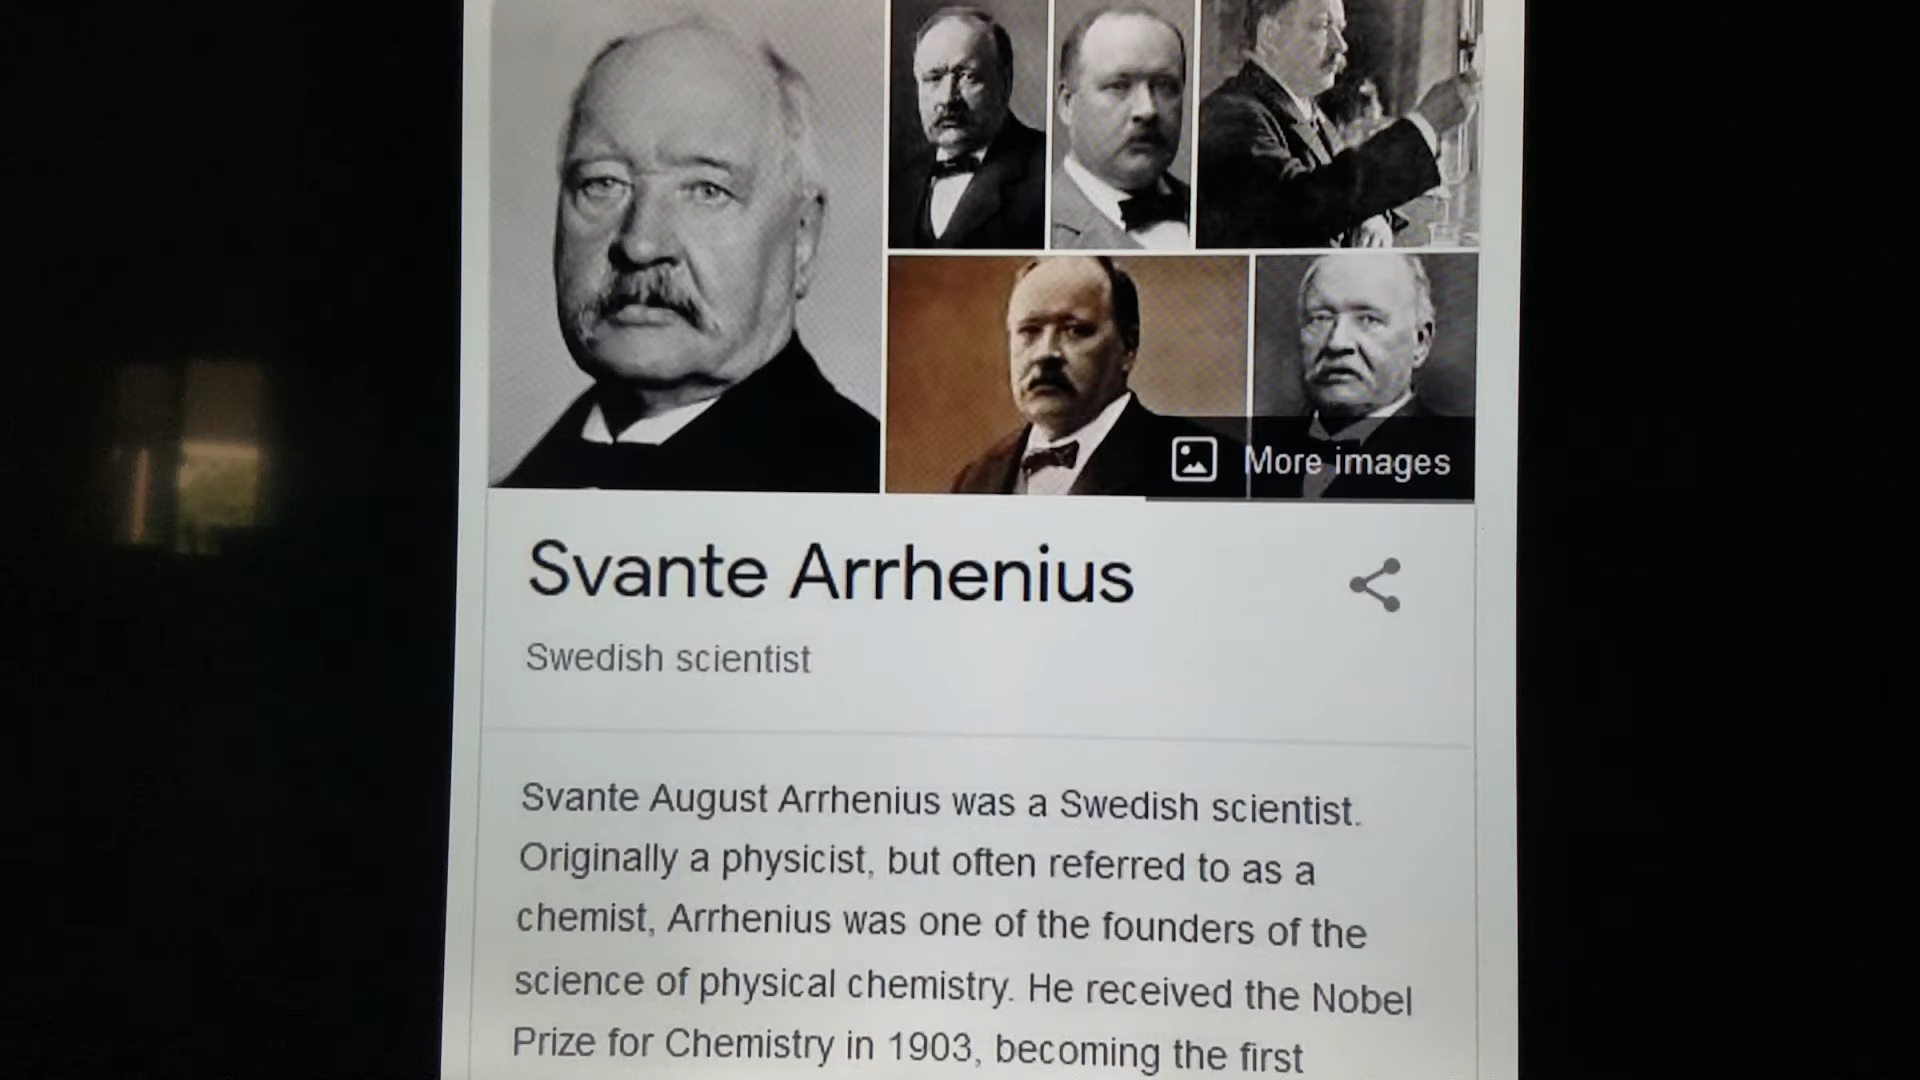 More images
Svante Arrhenius
Swedish scientist
Svante August Arrhenius was a Swedish scientist.
Originally a physicist, but often referred to as a
chemist, Arrhenius was one of the founders of the
science of physical chemistry. He received the Nobel
Prize for Chemistry in 1903, becoming the first